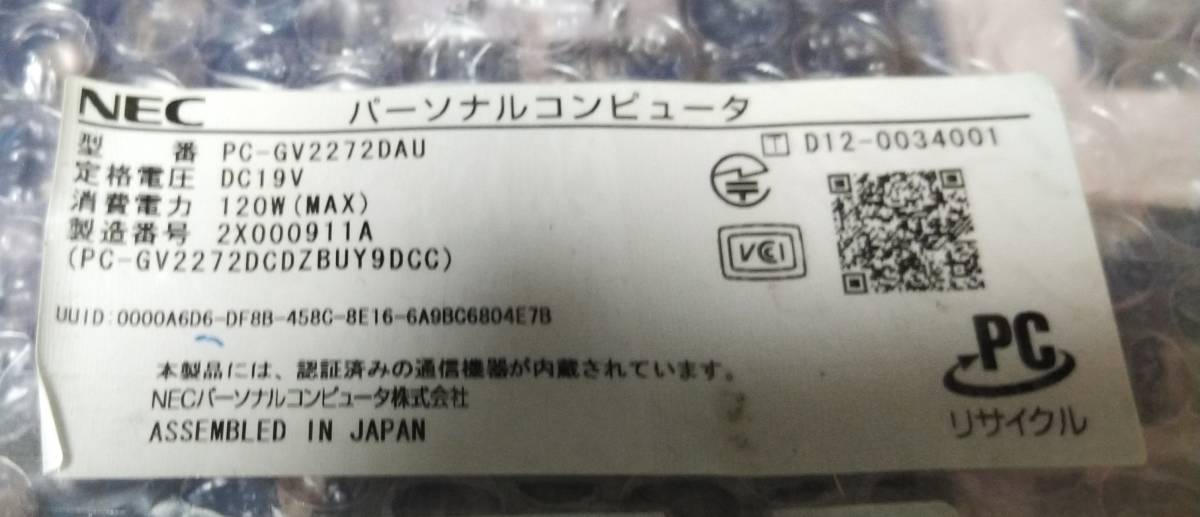 NEC パーソナルコンピュータ
型番 PC-GV2272DAU
定格電圧 DC19V
消費電力 120W(MAX)
製造番号 2X000911A
(PC-GV2272DCDZBUY9DCC)
T D12-0034001
VCCI
UUID:0000A6D6-DF8B-458C-8E16-6A9BC6804E7B
本製品には、認証済みの通信機器が内蔵されています。
NECパーソナルコンピュータ株式会社
ASSEMBLED IN JAPAN
PC
リサイクル